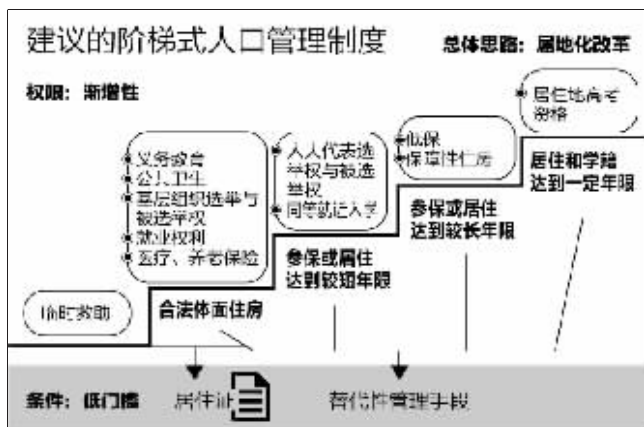 建议的阶梯式人口管理制度
总体思路：属地化改革
权限：渐增性
居住地高考
资格
低保
保障性住房
人大代表选
举权与被选
举权
同等就近入学
义务教育
公共卫生
基层组织选举与
被选举权
就业权利
医疗、养老保险
居住和学籍
达到一定年限
参保或居住
达到较长年限
参保或居住
达到较短年限
合法体面住房
临时救助
条件：低门槛
居住证
替代性管理手段